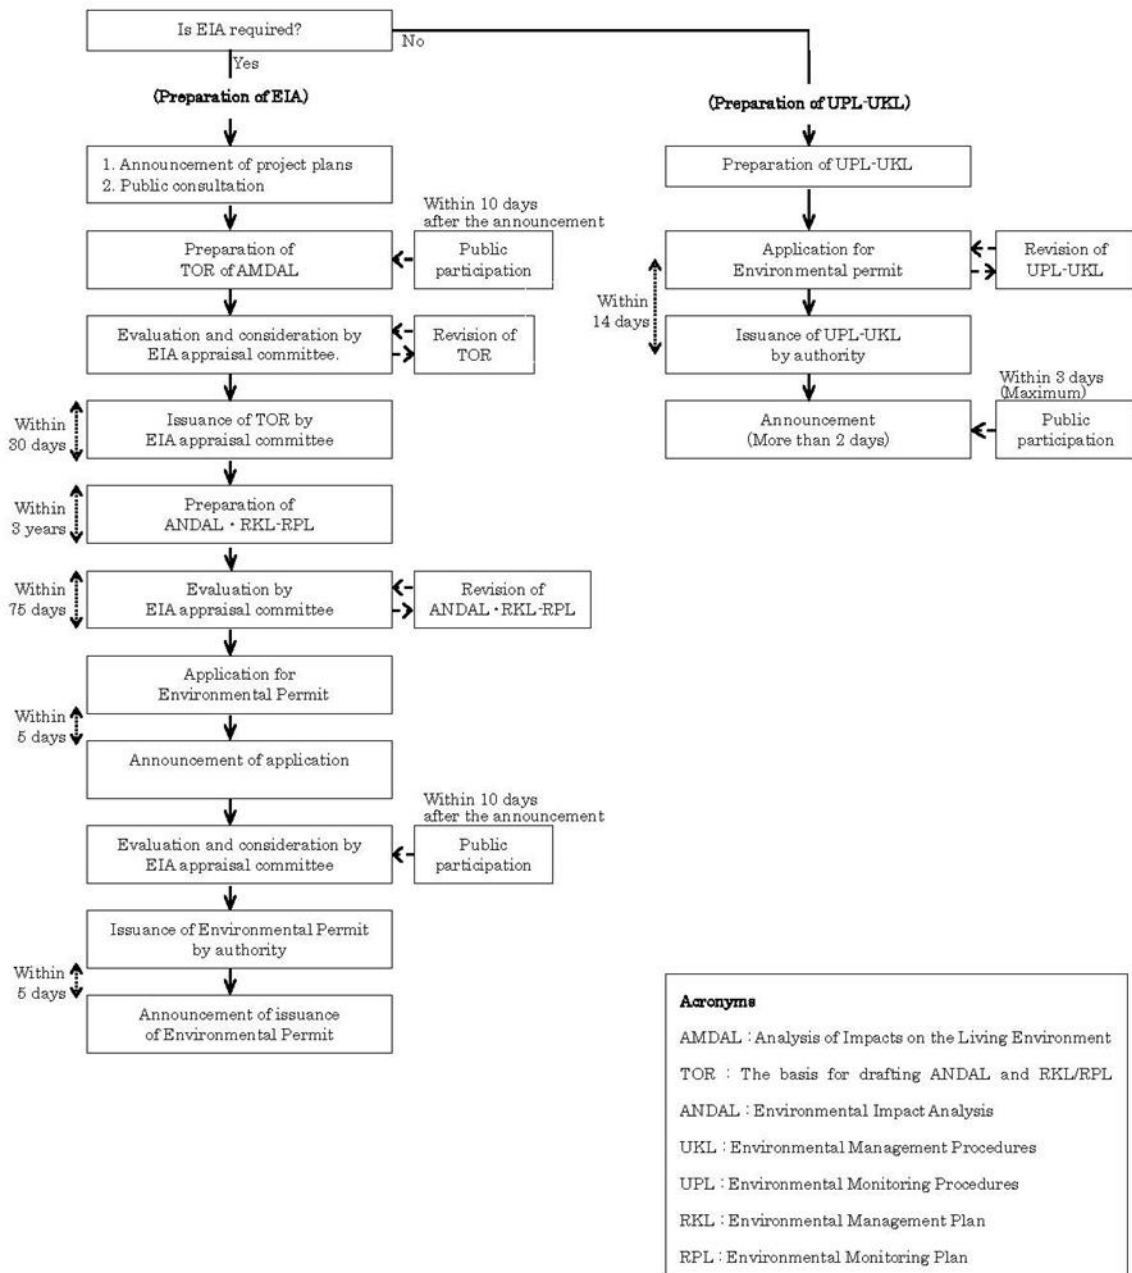 Is EIA required?
No
Yes
(Preparation of EIA)
1. Announcement of project plans
2. Public consultation
Within 10 days
after the announcement
Preparation of
TOR of AMDAL
Public
participation
Evaluation and consideration by
EIA appraisal committee.
Revision of
TOR
Within
30 days
Issuance of TOR by
EIA appraisal committee
Within
3 years
Preparation of
ANDAL・RKL-RPL
Within
75 days
Evaluation by
EIA appraisal committee
Revision of
ANDAL・RKL-RPL
Application for
Environmental Permit
Within
5 days
Announcement of application
Within 10 days
after the announcement
Evaluation and consideration by
EIA appraisal committee
Public
participation
Issuance of Environmental Permit
by authority
Within
5 days
Announcement of issuance
of Environmental Permit
(Preparation of UPL-UKL)
Preparation of UPL-UKL
Application for
Environmental permit
Revision of
UPL-UKL
Within
14 days
Issuance of UPL-UKL
by authority
Within 3 days
(Maximum)
Announcement
(More than 2 days)
Public
participation
Acronyms
AMDAL : Analysis of Impacts on the Living Environment
TOR : The basis for drafting ANDAL and RKL/RPL
ANDAL : Environmental Impact Analysis
UKL : Environmental Management Procedures
UPL : Environmental Monitoring Procedures
RKL : Environmental Management Plan
RPL : Environmental Monitoring Plan